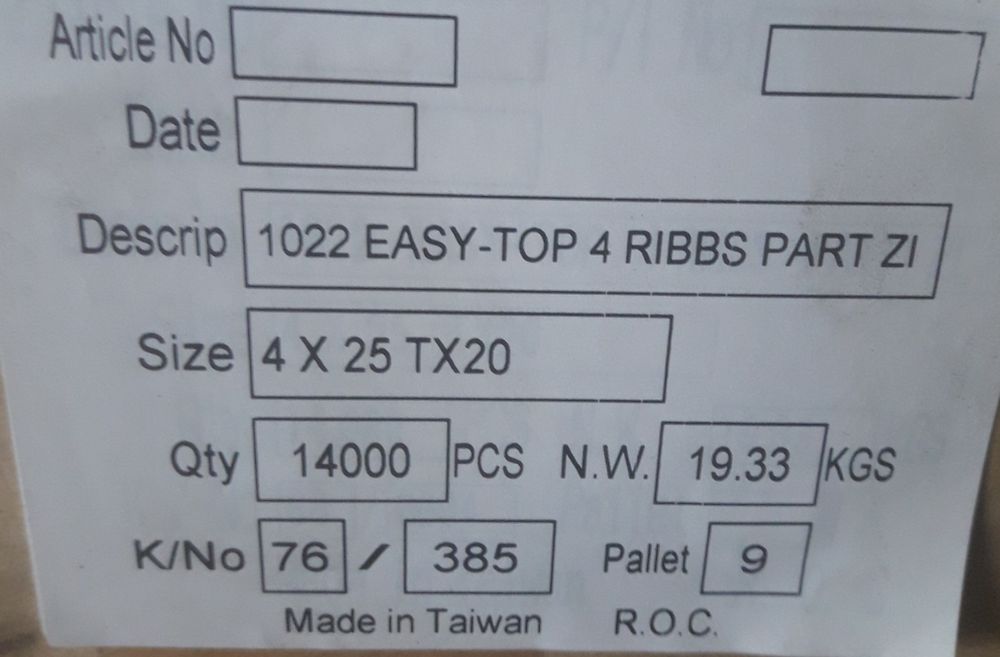 Article No
Date
Descrip 1022 EASY-TOP 4 RIBBS PART ZI
Size 4 X 25 TX20
Qty 14000 PCS N.W. 19.33 KGS
K/No 76 / 385 Pallet 9
Made in Taiwan R.O.C.